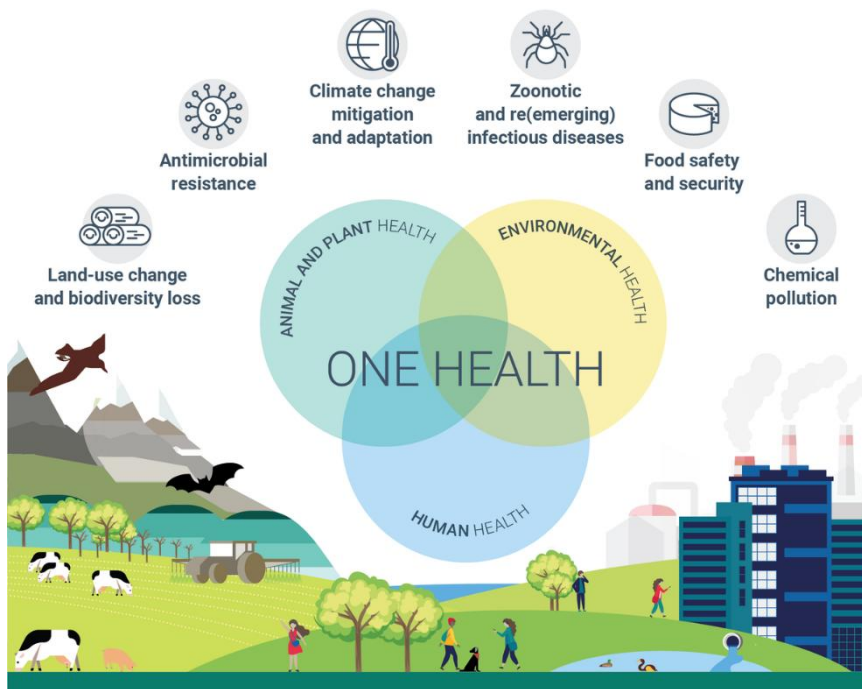 Climate change
mitigation
and adaptation
Zoonotic
and re(emerging)
infectious diseases
Antimicrobial
resistance
Food safety
and security
Land-use change
and biodiversity loss
Chemical
pollution
ANIMAL AND PLANT HEALTH
ENVIRONMENTAL HEALTH
ONE HEALTH
HUMAN HEALTH